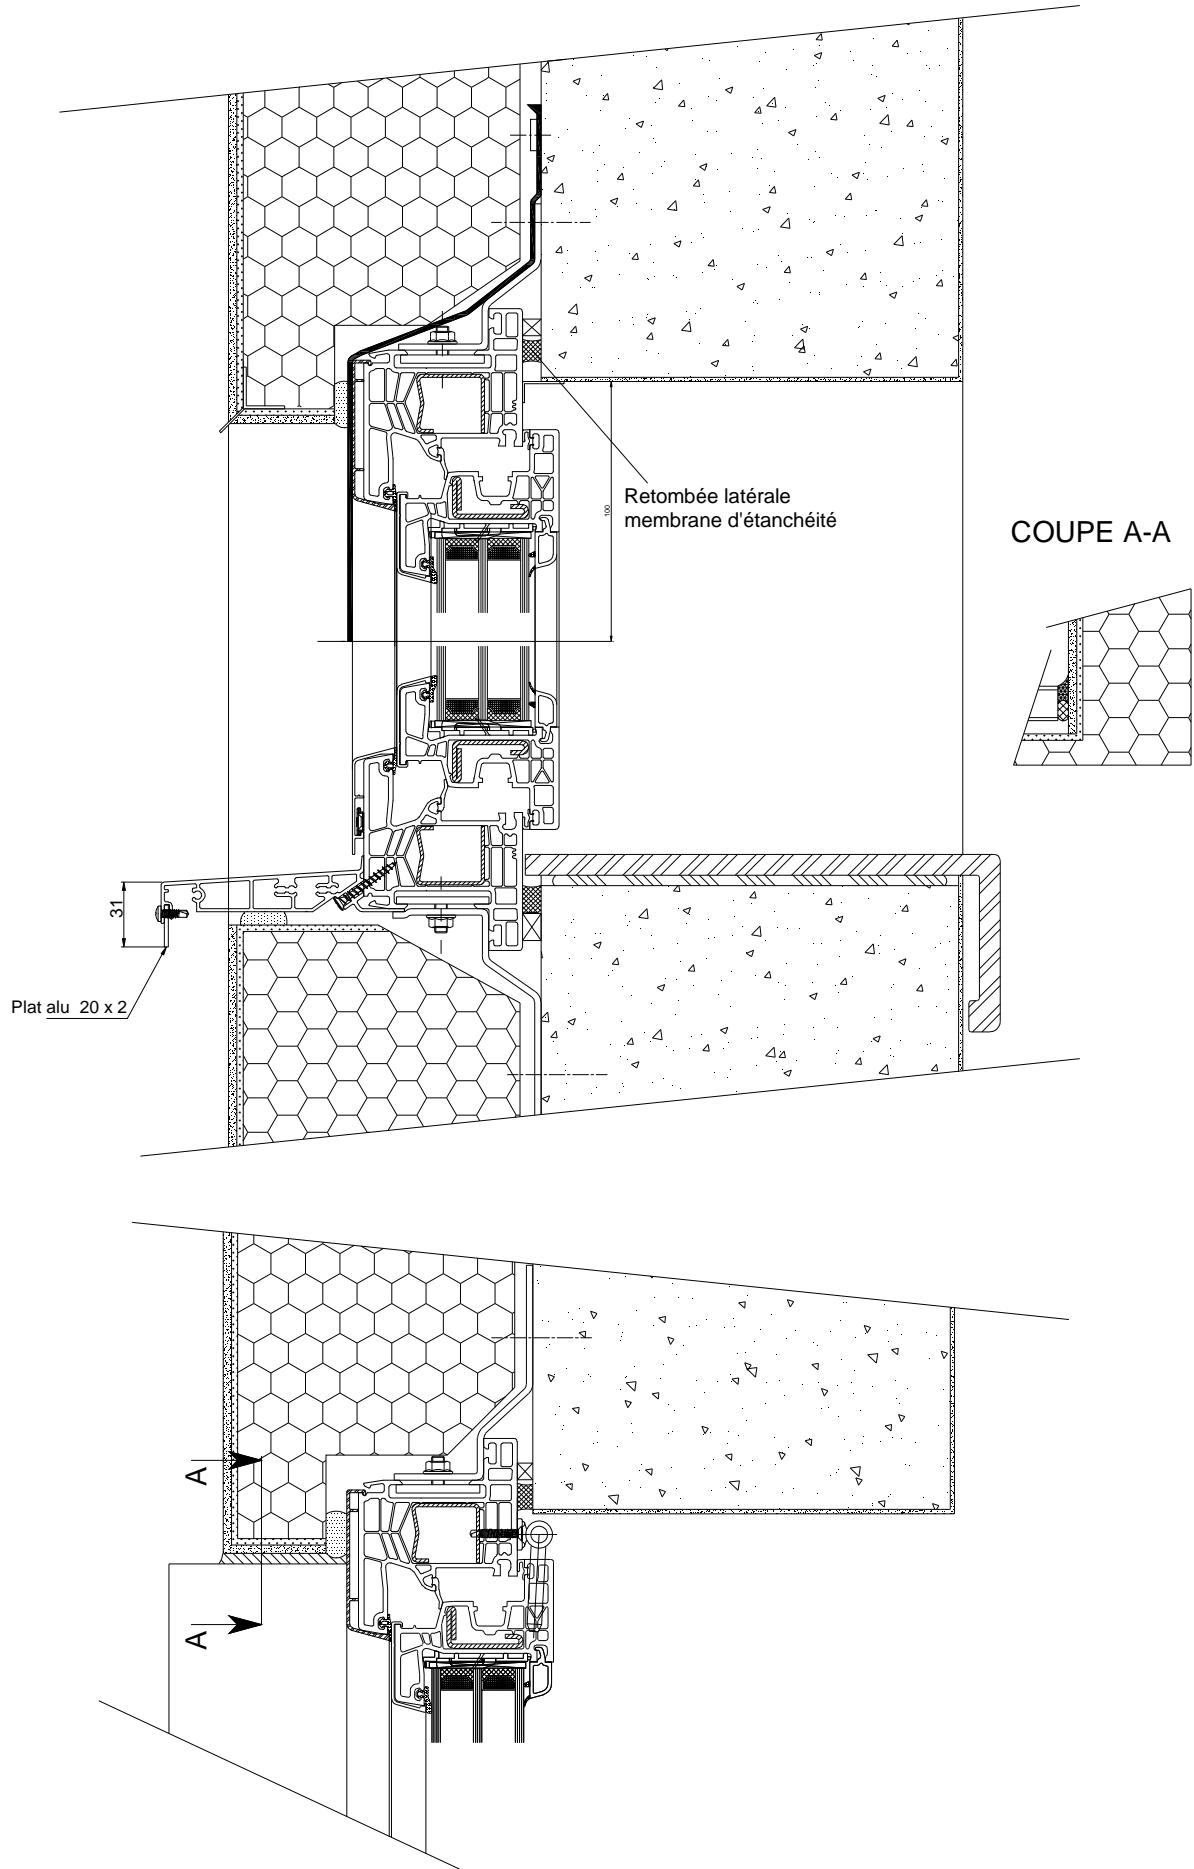 Retombée latérale
membrane d'étanchéité
100
COUPE A-A
31
Plat alu 20 x 2
A
A